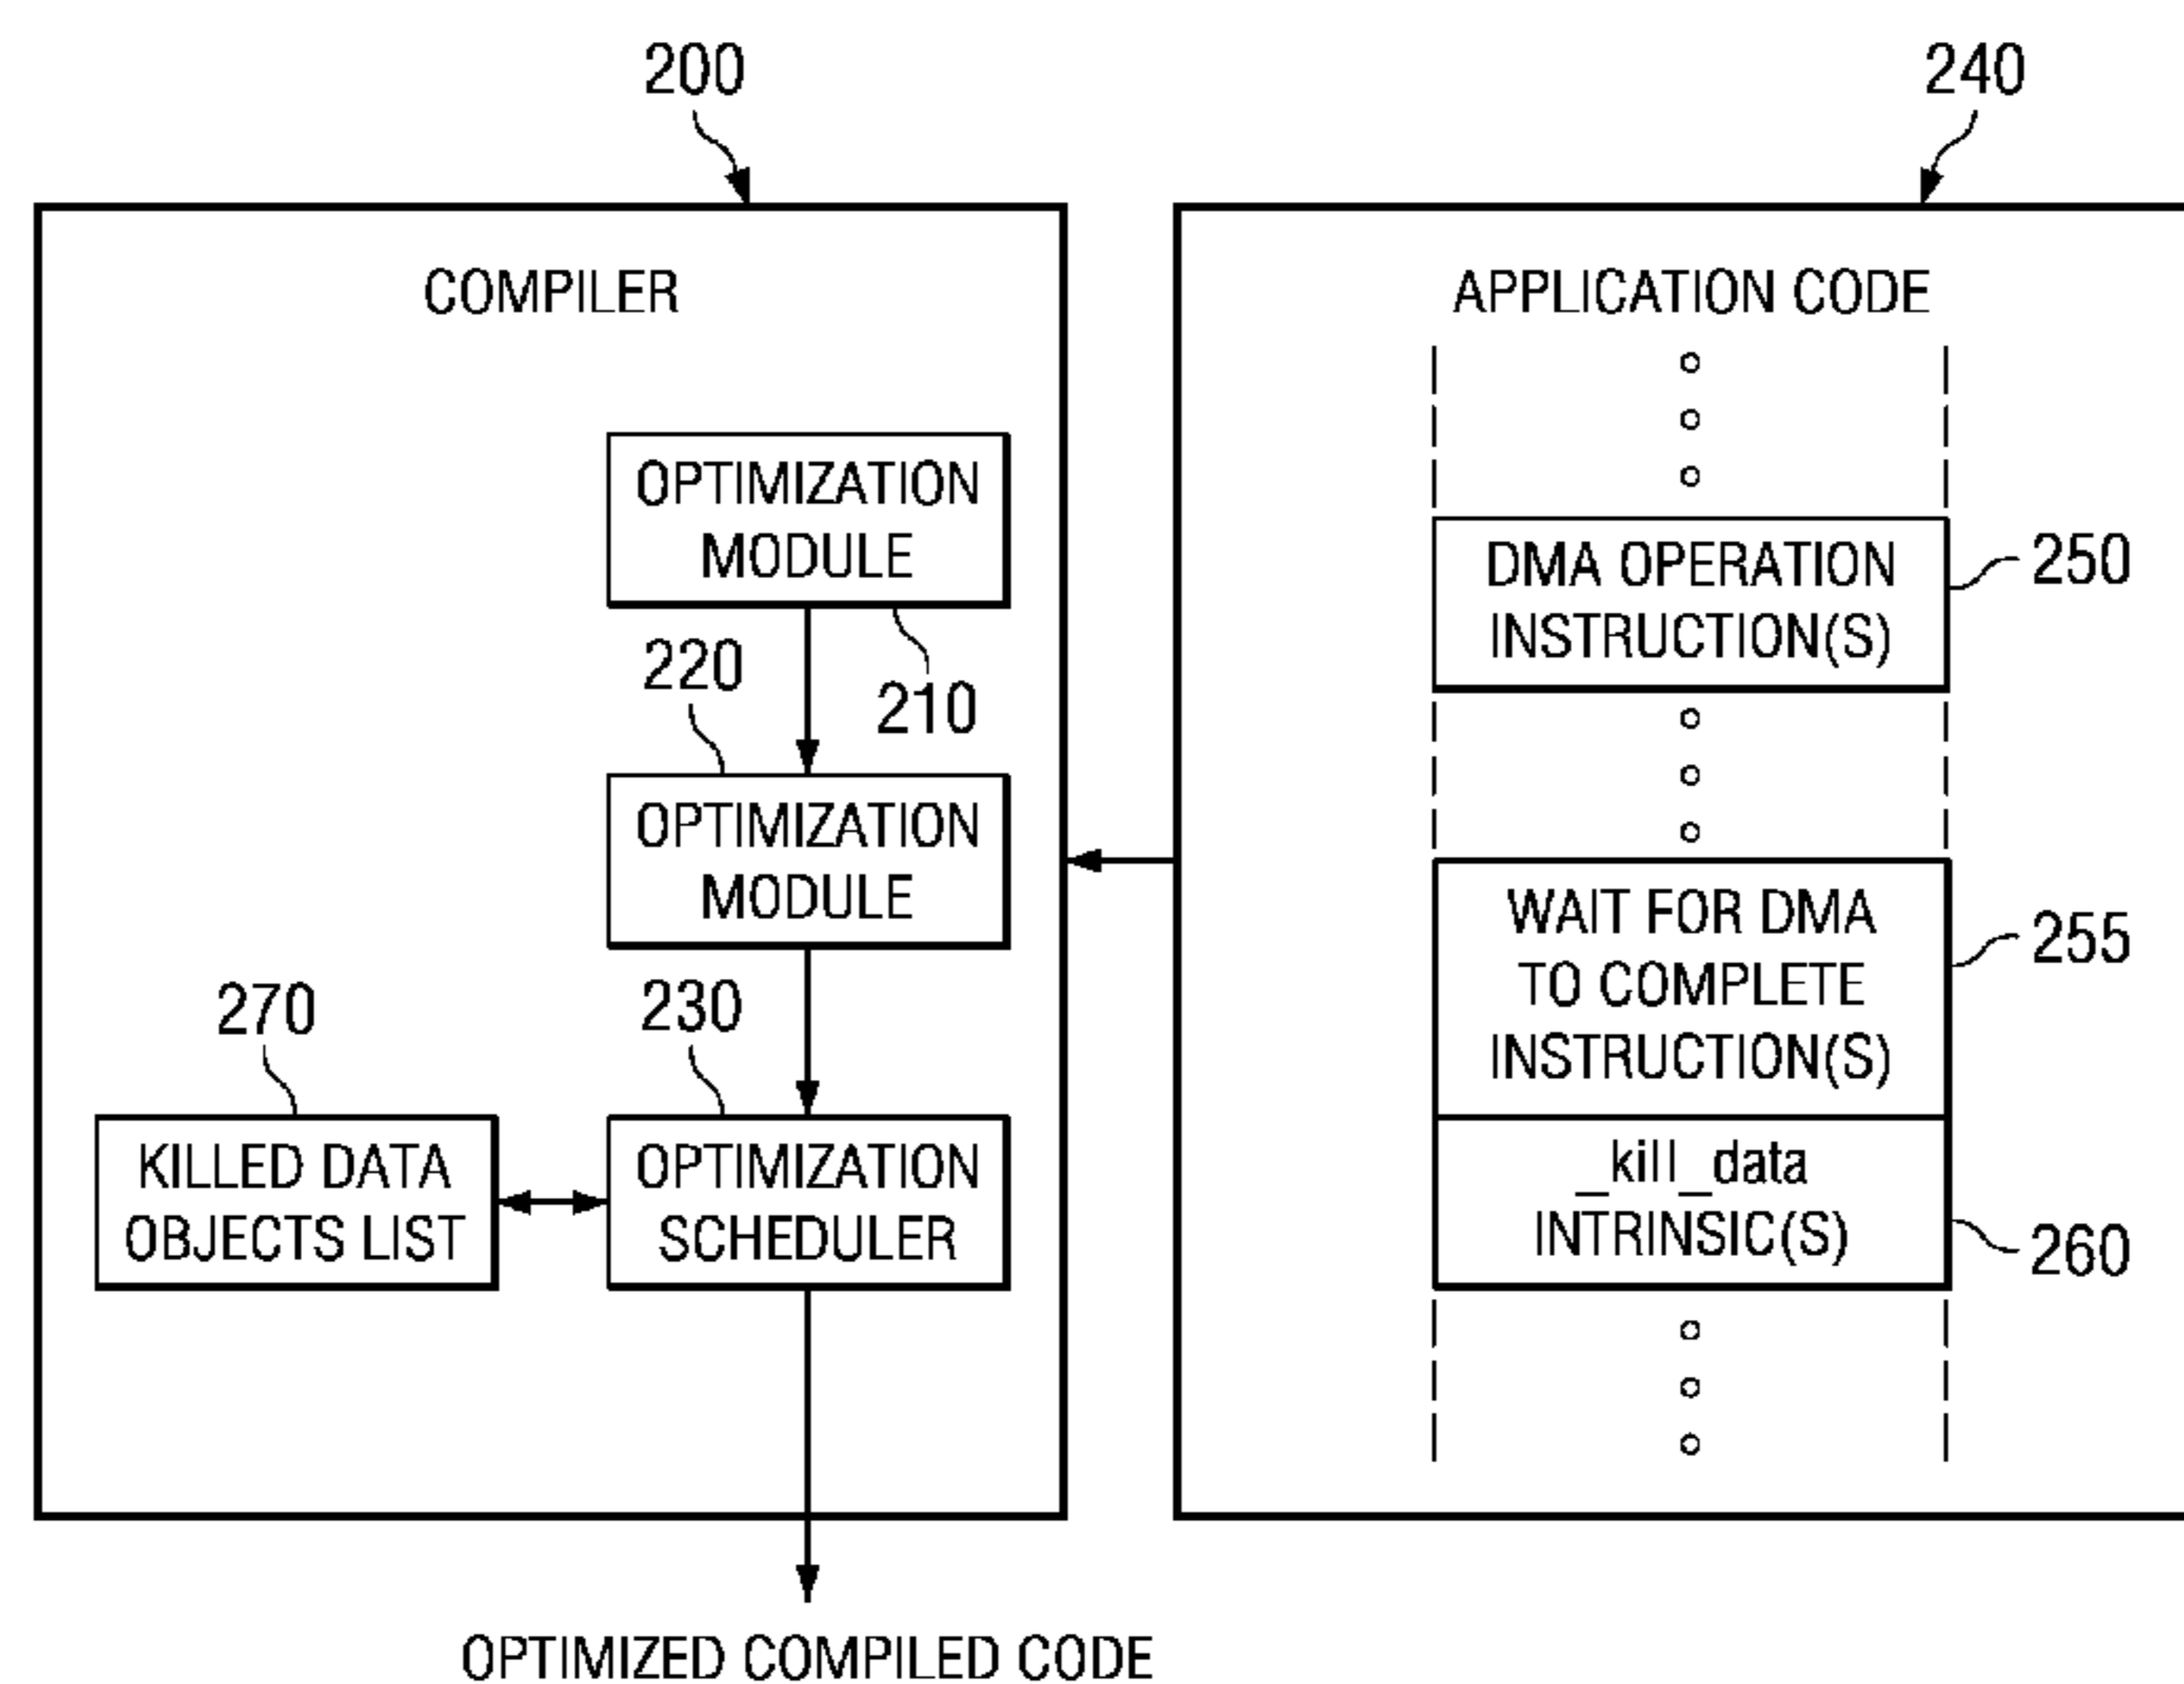 200
240
COMPILER
APPLICATION CODE
OPTIMIZATION
MODULE
210
220
OPTIMIZATION
MODULE
270
230
KILLED DATA
OBJECTS LIST
OPTIMIZATION
SCHEDULER
DMA OPERATION
INSTRUCTION(S)
250
WAIT FOR DMA
TO COMPLETE
INSTRUCTION(S)
255
_kill_data
INTRINSIC(S)
260
OPTIMIZED COMPILED CODE